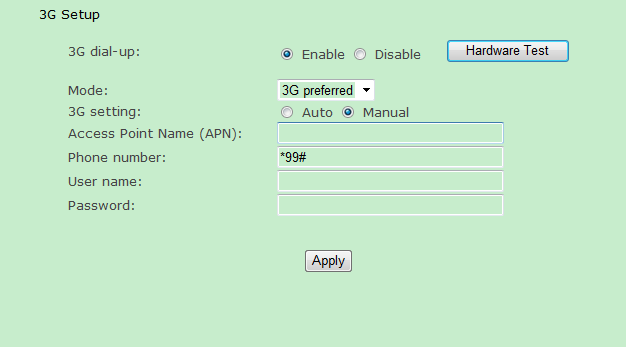 3G Setup
3G dial-up: Enable Disable Hardware Test
Mode: 3G preferred
3G setting: Auto Manual
Access Point Name (APN):
Phone number: *99#
User name:
Password:
Apply